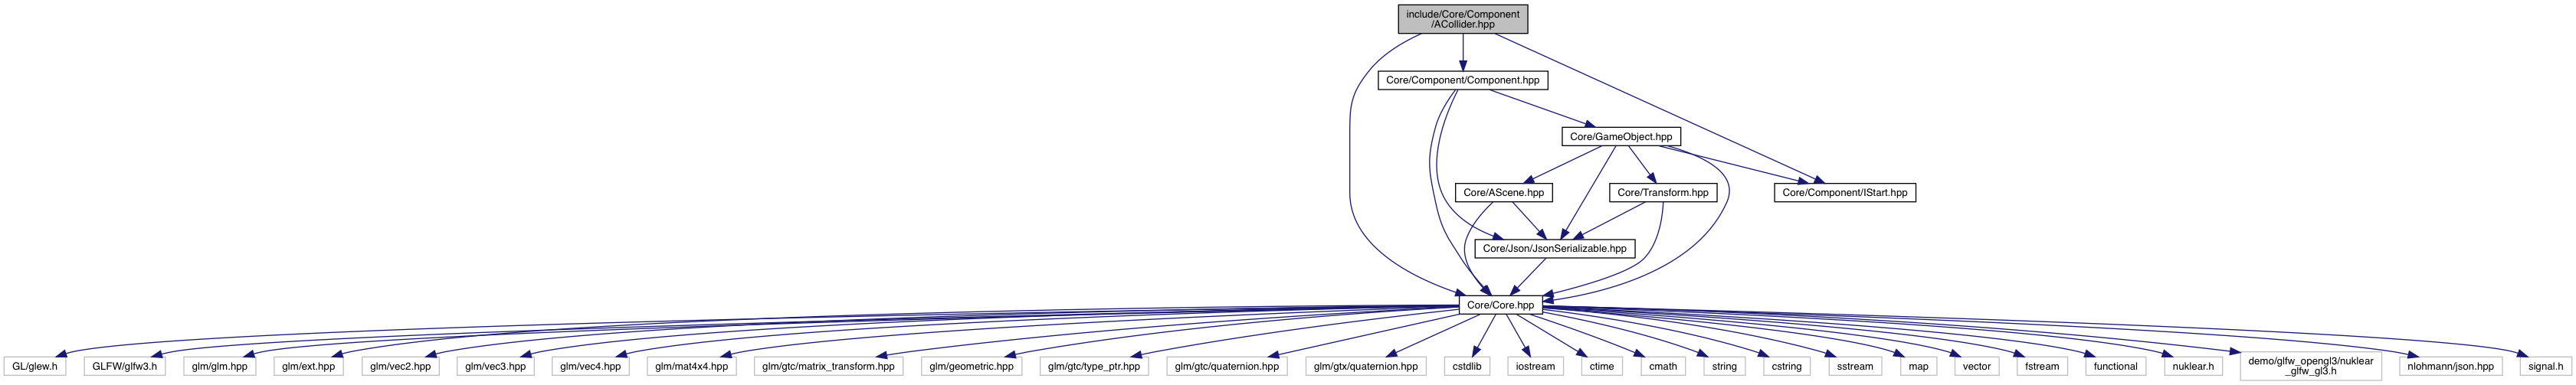 include/Core/Component
/ACollider.hpp
Core/Component/Component.hpp
Core/GameObject.hpp
Core/AScene.hpp
Core/Transform.hpp
Core/Component/IStart.hpp
Core/Json/JsonSerializable.hpp
Core/Core.hpp
GL/glew.h
GLFW/glfw3.h
glm/glm.hpp
glm/ext.hpp
glm/vec2.hpp
glm/vec3.hpp
glm/vec4.hpp
glm/mat4x4.hpp
glm/gtc/matrix_transform.hpp
glm/geometric.hpp
glm/gtc/type_ptr.hpp
glm/gtc/quaternion.hpp
glm/gtx/quaternion.hpp
cstdlib
iostream
ctime
cmath
string
cstring
sstream
map
vector
fstream
functional
nuklear.h
demo/glfw_opengl3/nuklear
_glfw_gl3.h
nlohmann/json.hpp
signal.h